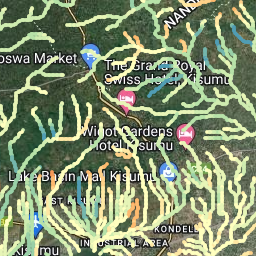 NANDI
oswa Market
The Grand Royal
Swiss Hotel, Kisumu
Wigot Gardens
Hotel Kisumu
Lake Basin Mall Kisumu
KONDELE
INDUSTRIAL AREA